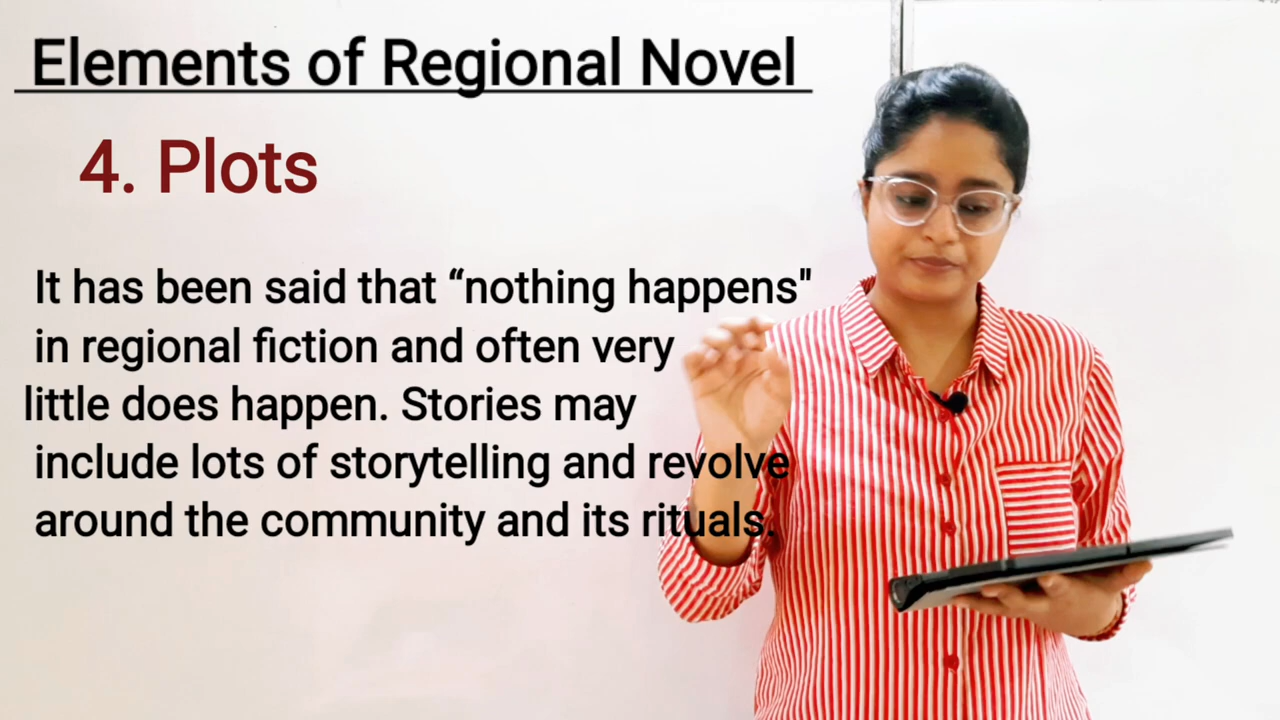 Elements of Regional Novel
4. Plots
It has been said that “nothing happens"
in regional fiction and often very
little does happen. Stories may
include lots of storytelling and revolve
around the community and its rituals.